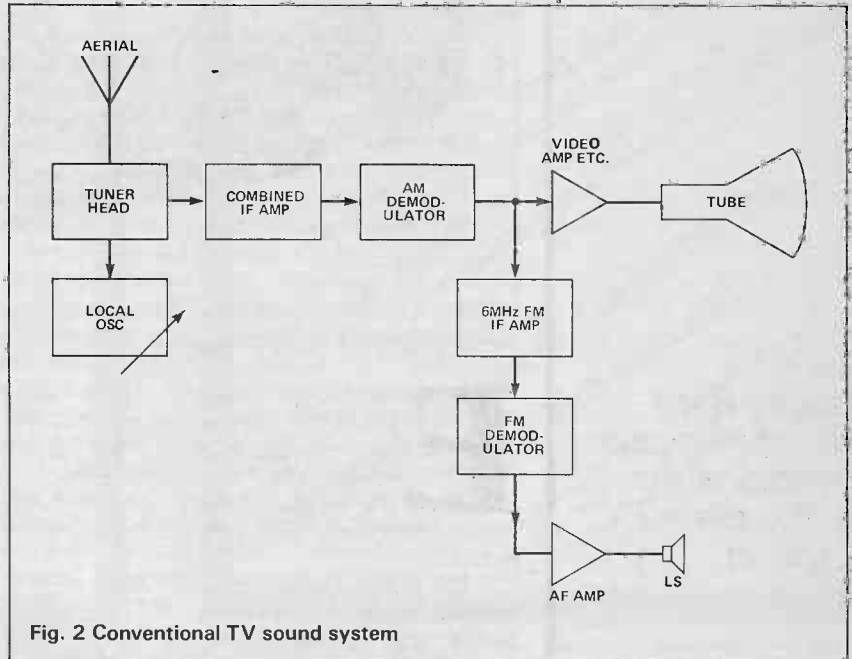 AERIAL
TUNER
HEAD
COMBINED
IF AMP
AM
DEMOD-
ULATOR
VIDEO
AMP ETC.
TUBE
LOCAL
OSC
6MHz FM
IF AMP
FM
DEMOD-
ULATOR
AF AMP
LS
Fig. 2 Conventional TV sound system